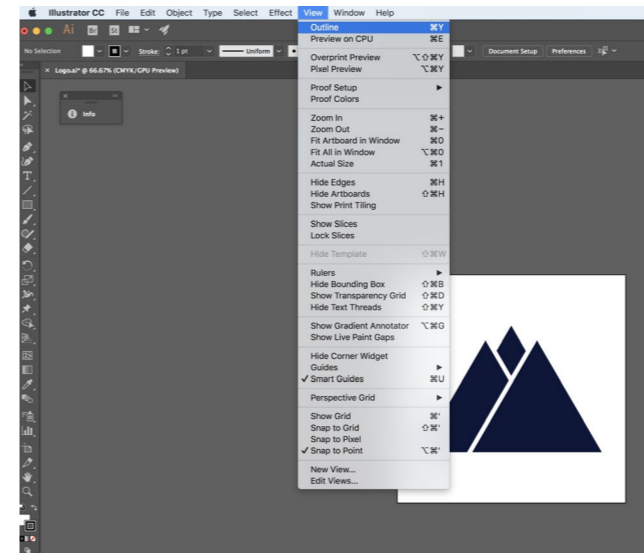 Illustrator CC File Edit Object Type Select Effect View Window Help
Ai Br St
No Selection Stroke: 1 pt Uniform Document Setup Preferences
× Logo.ai* @ 66.67% (CMYK/GPU Preview)
Info
Outline ⌘Y
Preview on CPU ⌘E
Overprint Preview ⌥⇧⌘Y
Pixel Preview ⌥⌘Y
Proof Setup
Proof Colors
Zoom In ⌘+
Zoom Out ⌘−
Fit Artboard in Window ⌘0
Fit All in Window ⌥⌘0
Actual Size ⌘1
Hide Edges ⌘H
Hide Artboards ⇧⌘H
Show Print Tiling
Show Slices
Lock Slices
Hide Template ⇧⌘W
Rulers
Hide Bounding Box ⇧⌘B
Show Transparency Grid ⇧⌘D
Hide Text Threads ⇧⌘Y
Show Gradient Annotator ⌥⌘G
Show Live Paint Gaps
Hide Corner Widget
Guides
✓ Smart Guides ⌘U
Perspective Grid
Show Grid ⌘'
Snap to Grid ⇧⌘'
Snap to Pixel
✓ Snap to Point ⌥⌘'
New View...
Edit Views...